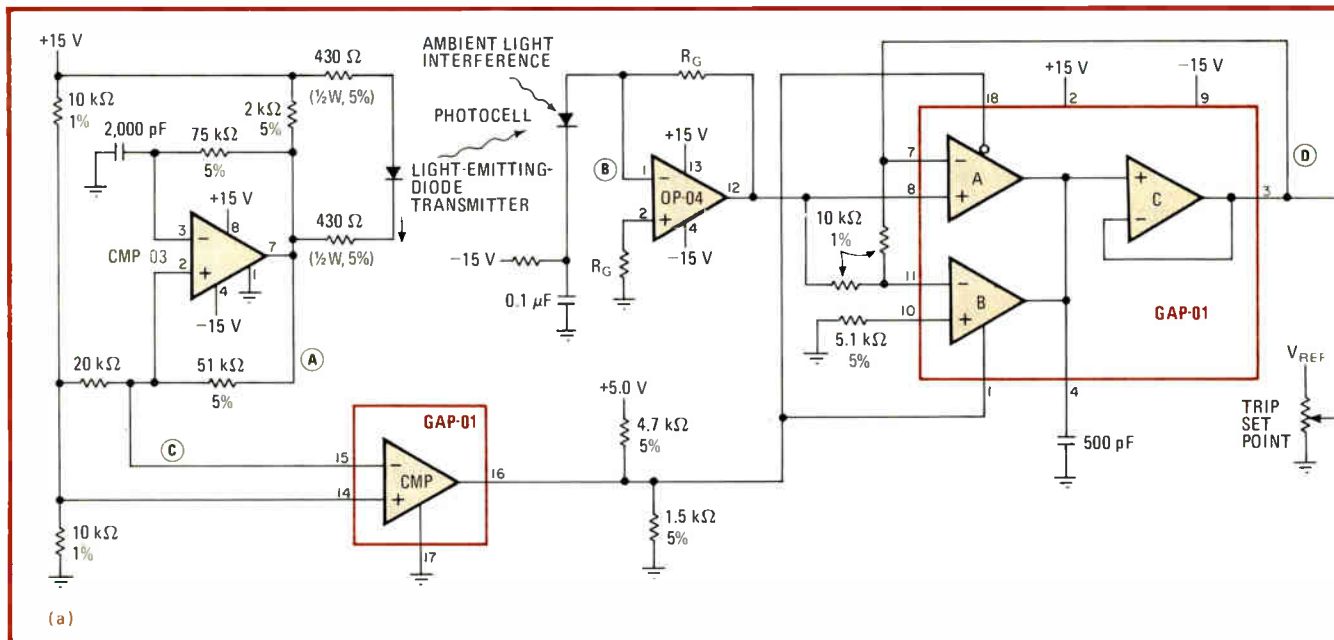 +15 V
10 kΩ
1%
2,000 pF
75 kΩ
5%
2 kΩ
5%
430 Ω
(½W, 5%)
+15 V
3
8
CMP 03
7
2
1
4
−15 V
430 Ω
(½W, 5%)
LIGHT-EMITTING-
DIODE
TRANSMITTER
20 kΩ
51 kΩ
5%
A
C
10 kΩ
1%
GAP-01
15
CMP
16
14
17
AMBIENT LIGHT
INTERFERENCE
PHOTOCELL
RG
B
+15 V
1
13
OP-04
12
2
4
−15 V
RG
−15 V
0.1 µF
+5.0 V
4.7 kΩ
5%
1.5 kΩ
5%
10 kΩ
1%
5.1 kΩ
5%
+15 V
−15 V
18
2
9
7
A
8
C
3
D
11
B
10
GAP-01
1
4
500 pF
VREF
TRIP
SET
POINT
(a)